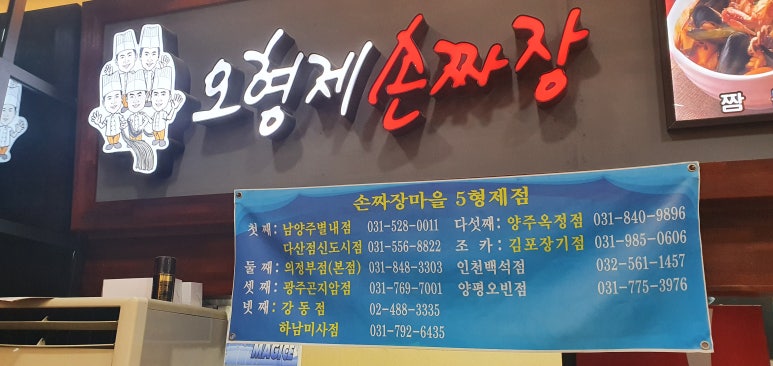 오형제 손짜장
짬
손짜장마을 5형제점
첫 째 : 남양주별내점 031-528-0011
다산점신도시점 031-556-8822
둘 째 : 의정부점(본점) 031-848-3303
셋 째 : 광주곤지암점 031-769-7001
넷 째 : 강 동 점 02-488-3335
하남미사점 031-792-6435
다섯째 : 양주옥정점 031-840-9896
조 카 : 김포장기점 031-985-0606
인천백석점 032-561-1457
양평오빈점 031-775-3976